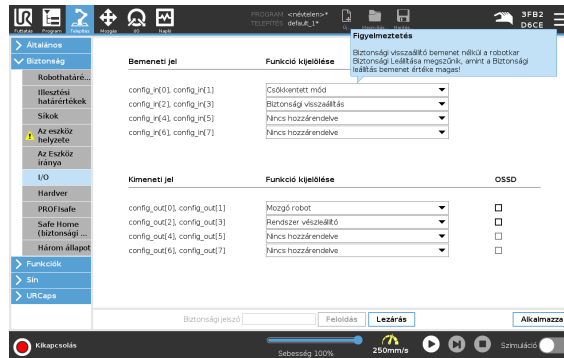 PROGRAM <névtelen>*
TELEPÍTÉS default_1*
3FB2
D6CE
Futtatás Program Telepítés Mozgás I/O Napló
Figyelmeztetés
Biztonsági visszaállító bemenet nélkül a robotkar
Biztonsági Leállítása megszűnik, amint a Biztonsági
leállítás bemenet értéke magas!
Általános
Biztonság
Robothatáré...
Illesztési
határértékek
Síkok
Az eszköz
helyzete
Az Eszköz
iránya
I/O
Hardver
PROFIsafe
Safe Home
(biztonsági ...
Három állapot
Funkciók
Sín
URCaps
Bemeneti jel Funkció kijelölése
config_in[0], config_in[1] Csökkentett mód
config_in[2], config_in[3] Biztonsági visszaállítás
config_in[4], config_in[5] Nincs hozzárendelve
config_in[6], config_in[7] Nincs hozzárendelve
Kimeneti jel Funkció kijelölése OSSD
config_out[0], config_out[1] Mozgó robot
config_out[2], config_out[3] Rendszer vészleállító
config_out[4], config_out[5] Nincs hozzárendelve
config_out[6], config_out[7] Nincs hozzárendelve
Biztonsági jelszó Feloldás Lezárás Alkalmazza
Kikapcsolás
Sebesség 100%
250mm/s
Szimuláció